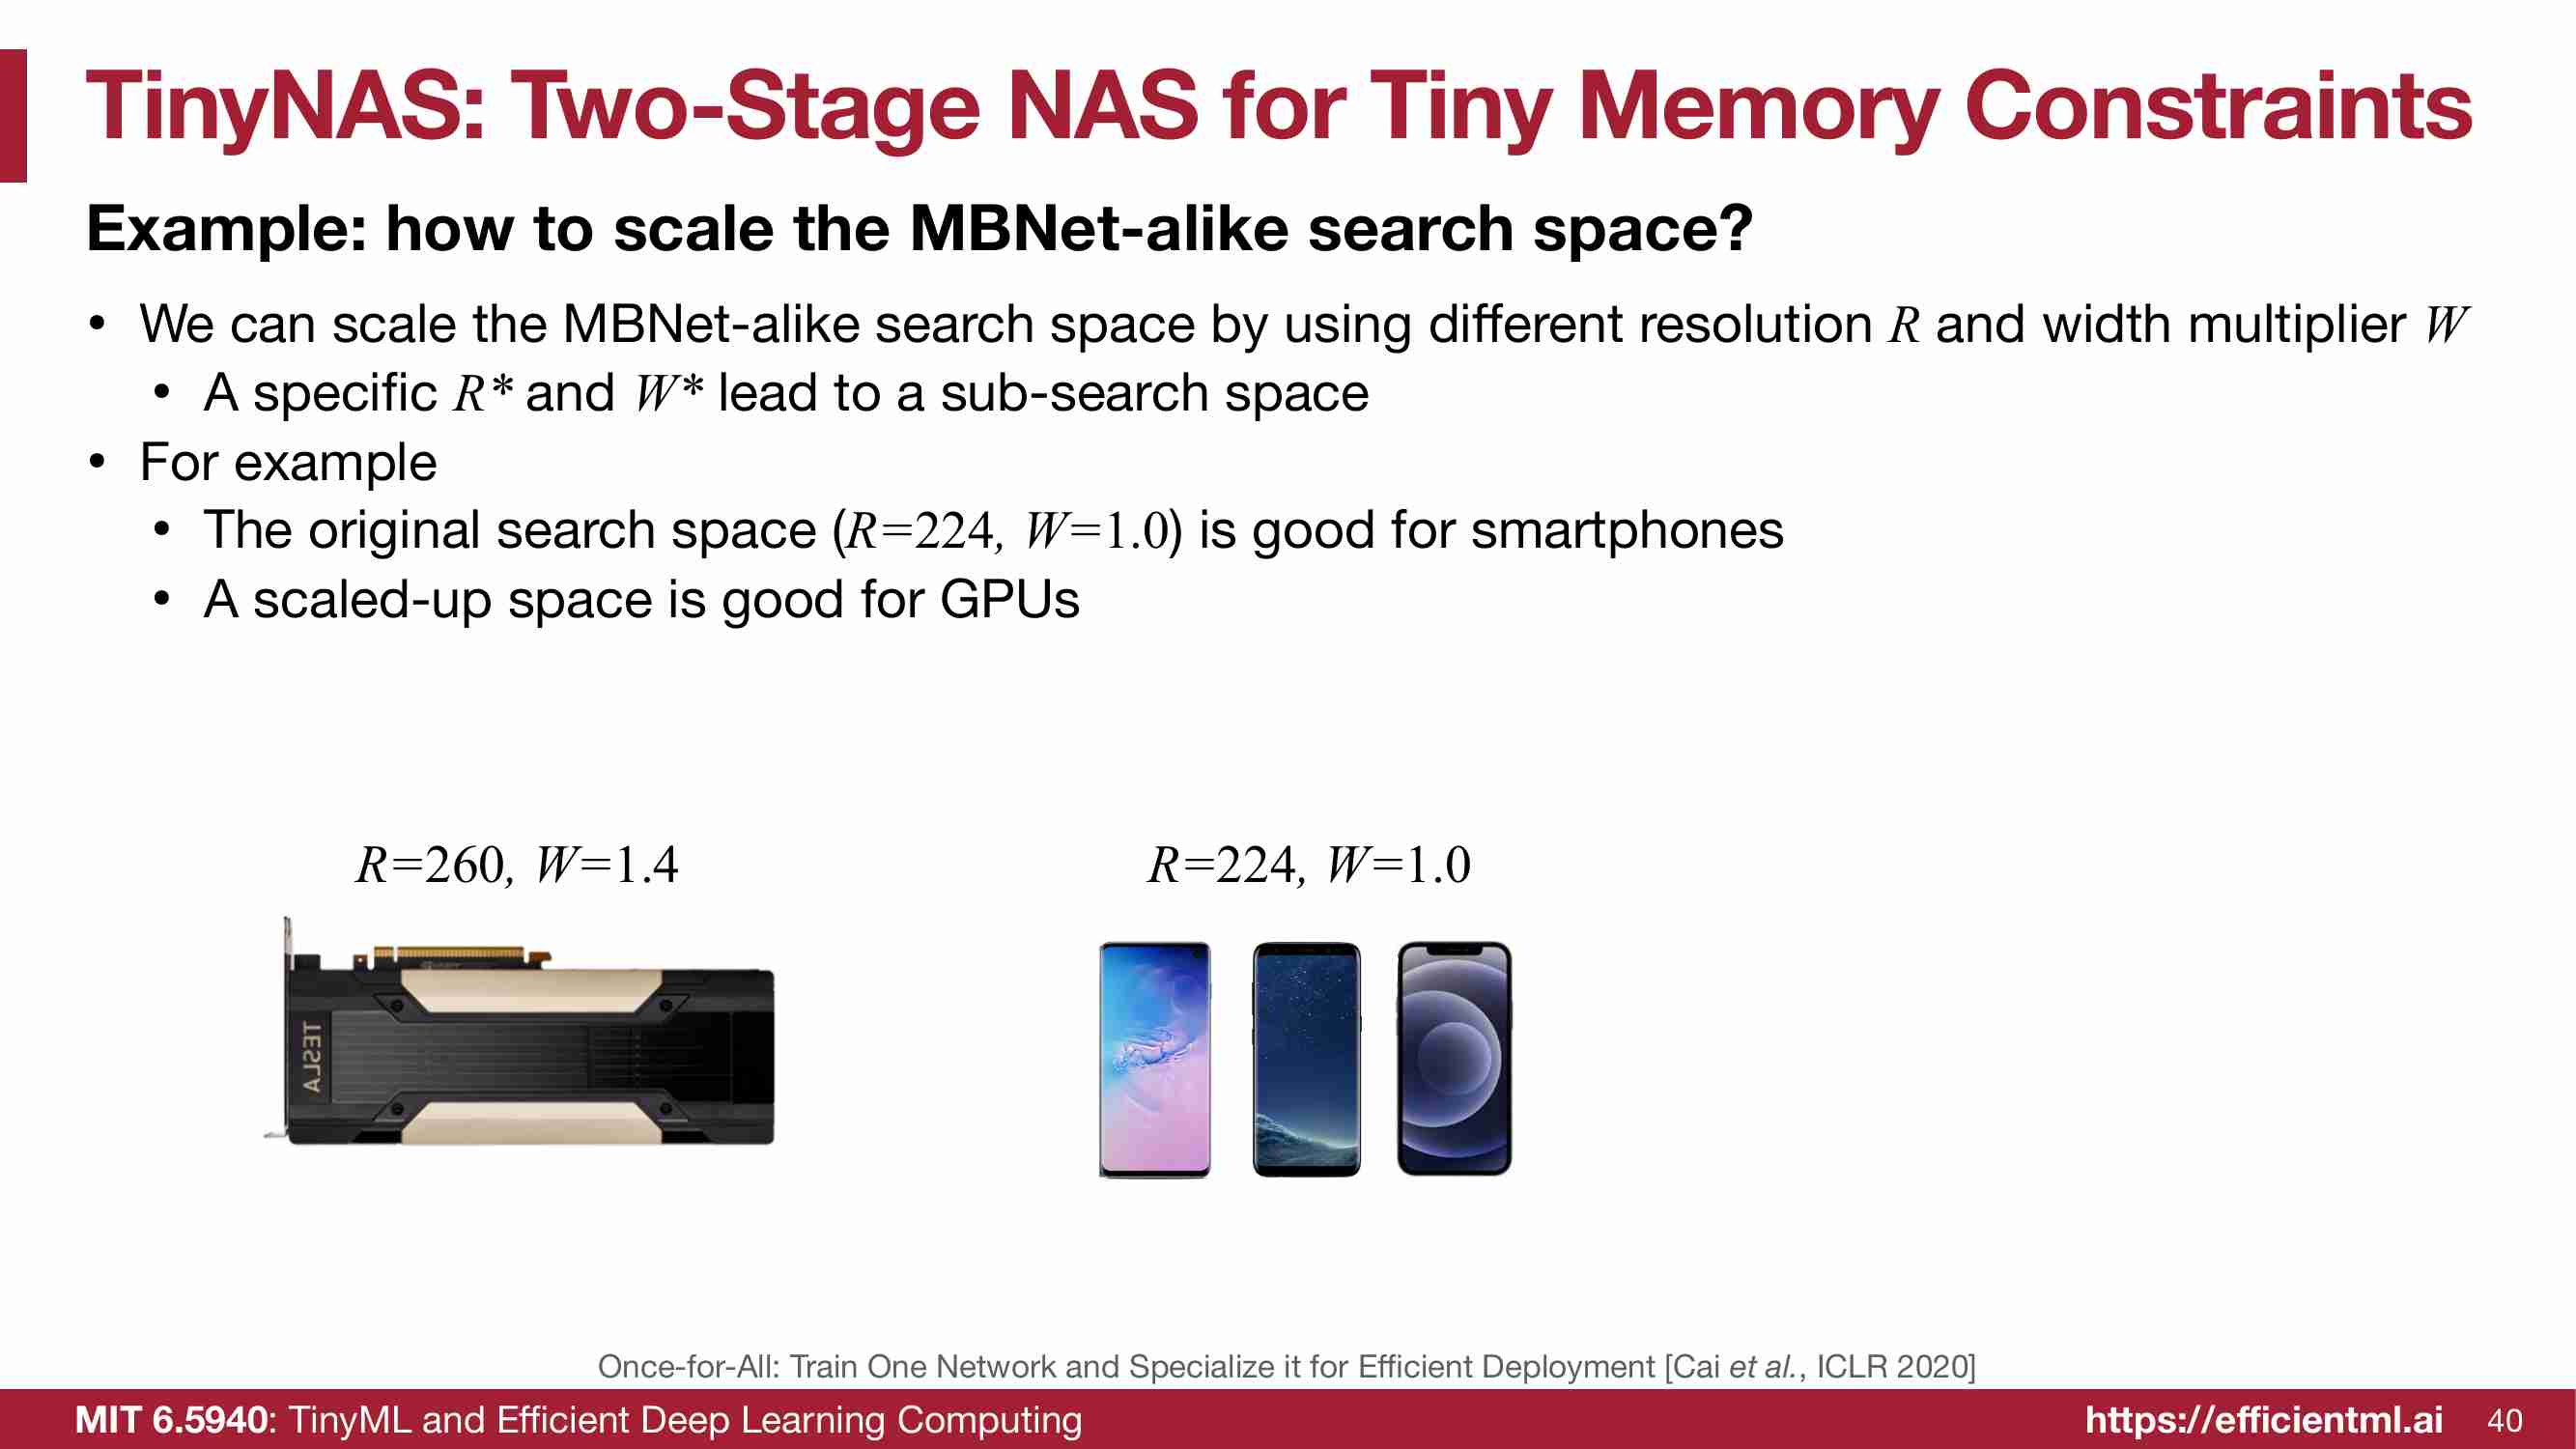 TinyNAS: Two-Stage NAS for Tiny Memory Constraints
Example: how to scale the MBNet-alike search space?
• We can scale the MBNet-alike search space by using different resolution R and width multiplier W
• A specific R* and W* lead to a sub-search space
• For example
• The original search space (R=224, W=1.0) is good for smartphones
• A scaled-up space is good for GPUs
R=260, W=1.4
R=224, W=1.0
TESLA
Once-for-All: Train One Network and Specialize it for Efficient Deployment [Cai et al., ICLR 2020]
MIT 6.5940: TinyML and Efficient Deep Learning Computing
https://efficientml.ai
40